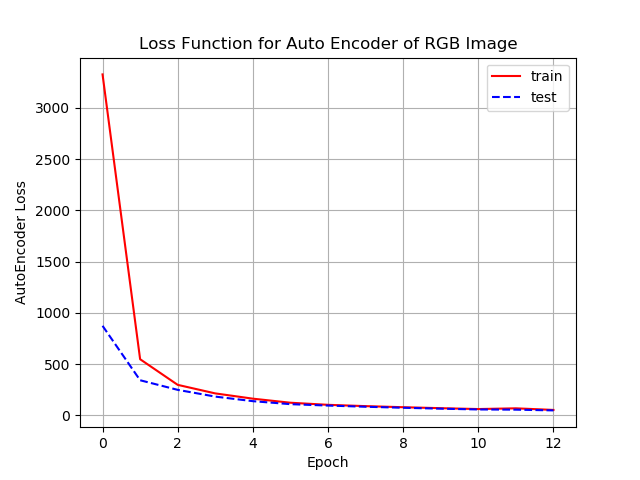 Loss Function for Auto Encoder of RGB Image
train
test
3000
2500
2000
1500
1000
500
0
AutoEncoder Loss
0 2 4 6 8 10 12
Epoch